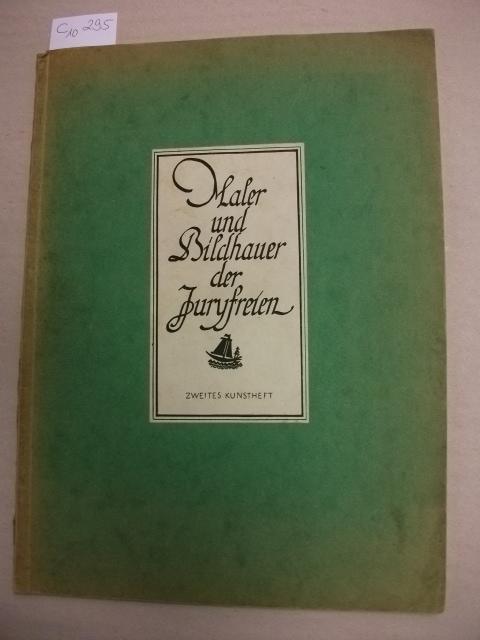 C10 295
Maler
und
Bildhauer
der
Juryfreien
ZWEITES KUNSTHEFT